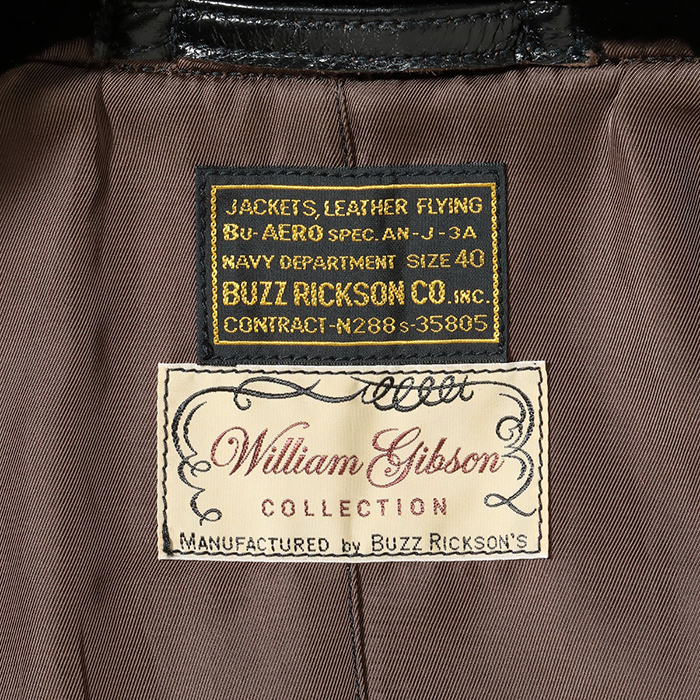 JACKETS, LEATHER FLYING
BU-AERO SPEC. AN-J-3A
NAVY DEPARTMENT SIZE 40
BUZZ RICKSON CO. INC.
CONTRACT-N288s-35805
William Gibson
COLLECTION
MANUFACTURED by BUZZ RICKSON'S